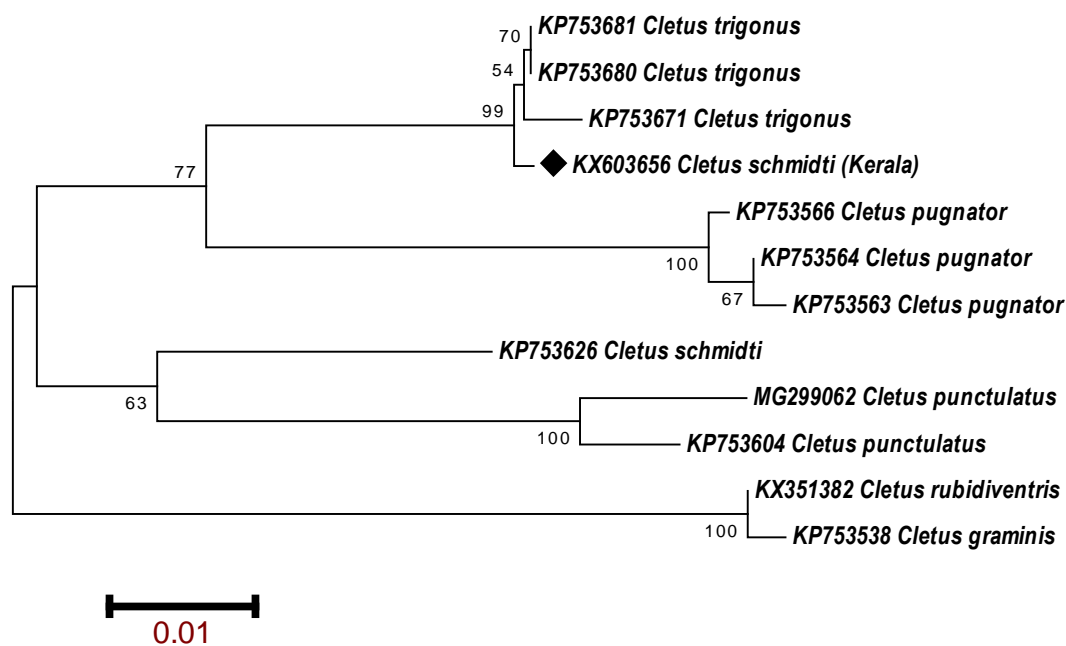 KP753681 Cletus trigonus
70
KP753680 Cletus trigonus
54
99
KP753671 Cletus trigonus
KX603656 Cletus schmidti (Kerala)
77
KP753566 Cletus pugnator
100
KP753564 Cletus pugnator
67
KP753563 Cletus pugnator
KP753626 Cletus schmidti
63
MG299062 Cletus punctulatus
100
KP753604 Cletus punctulatus
KX351382 Cletus rubidiventris
100
KP753538 Cletus graminis
0.01